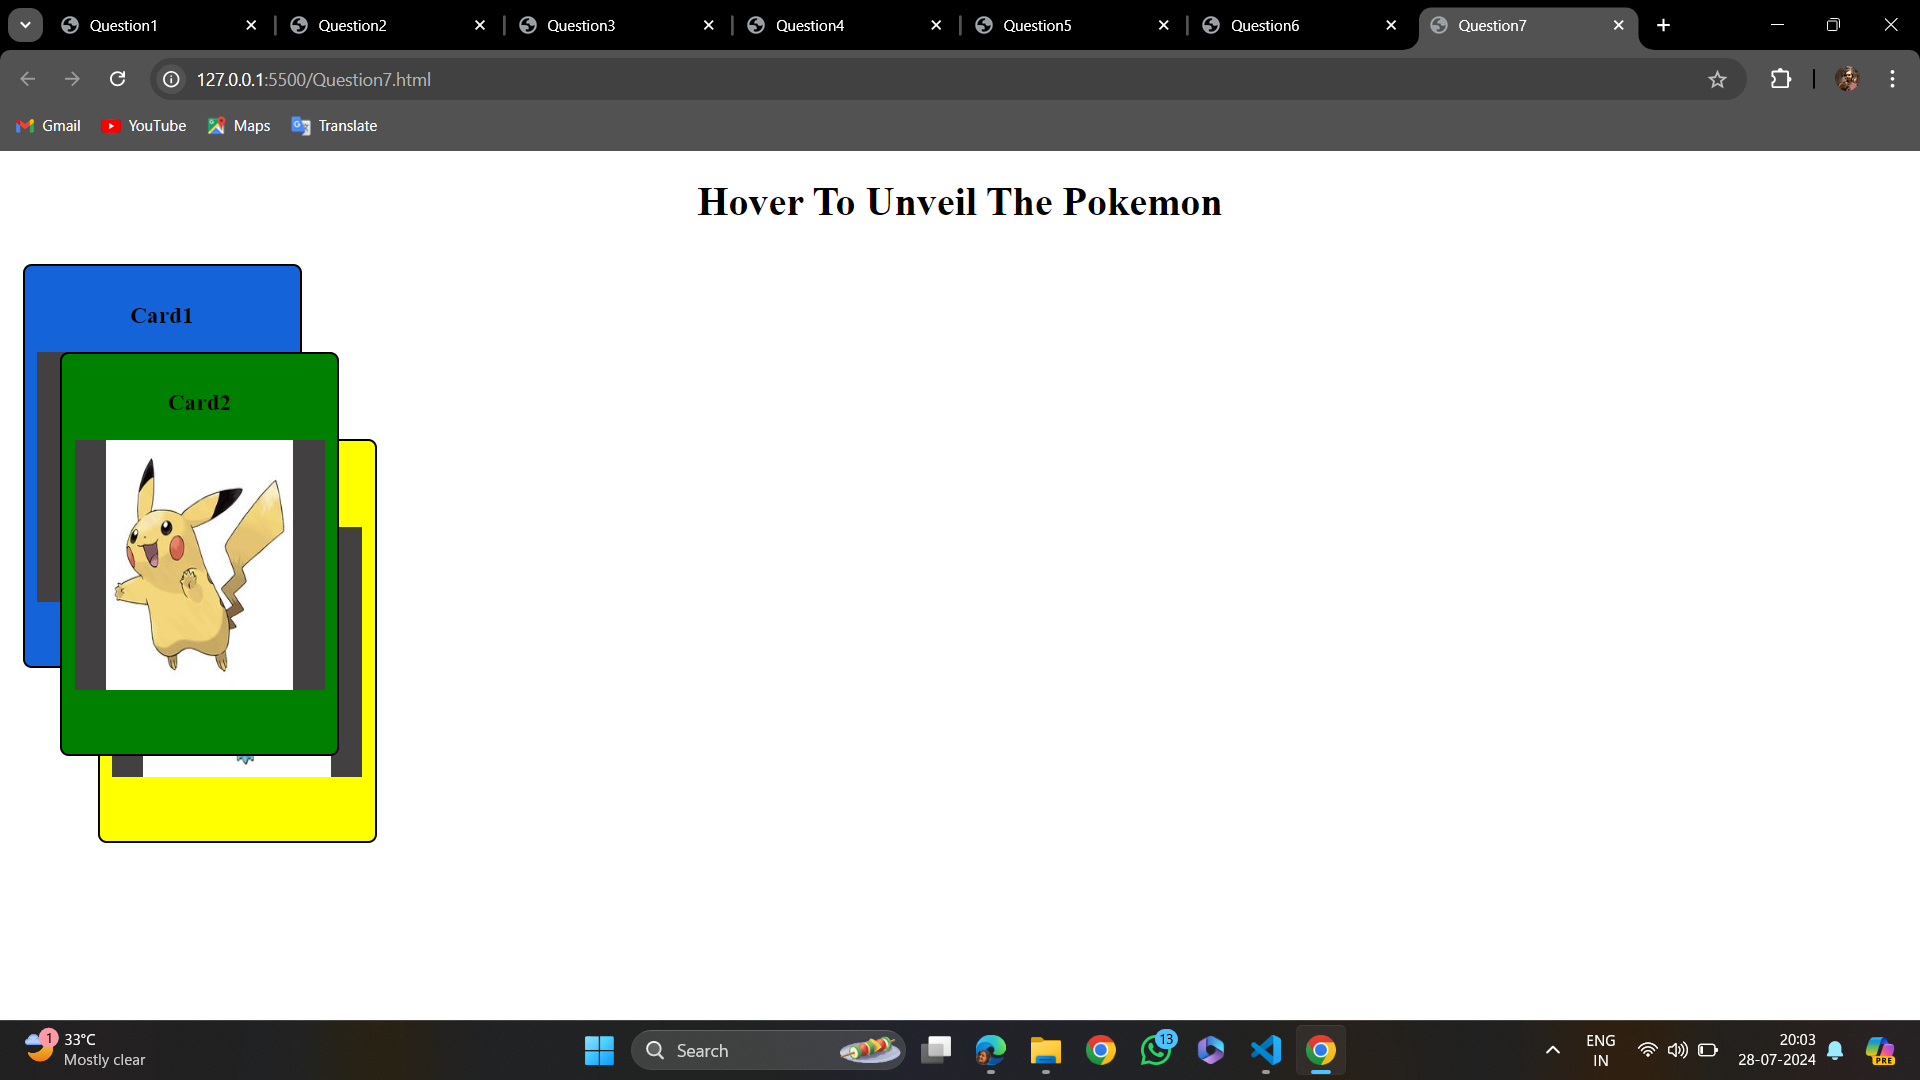 Question1
Question2
Question3
Question4
Question5
Question6
Question7
127.0.0.1:5500/Question7.html
Gmail
YouTube
Maps
Translate
Hover To Unveil The Pokemon
Card1
Card2
1
33°C
Mostly clear
Search
13
ENG
IN
20:03
28-07-2024
PRE